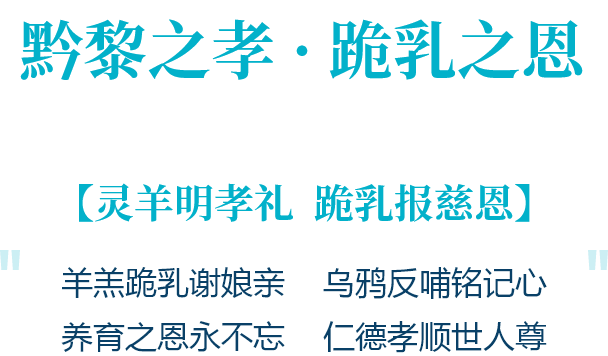 黔黎之孝·跪乳之恩
【灵羊明孝礼 跪乳报慈恩】
"
"
羊羔跪乳谢娘亲 乌鸦反哺铭记心
养育之恩永不忘 仁德孝顺世人尊